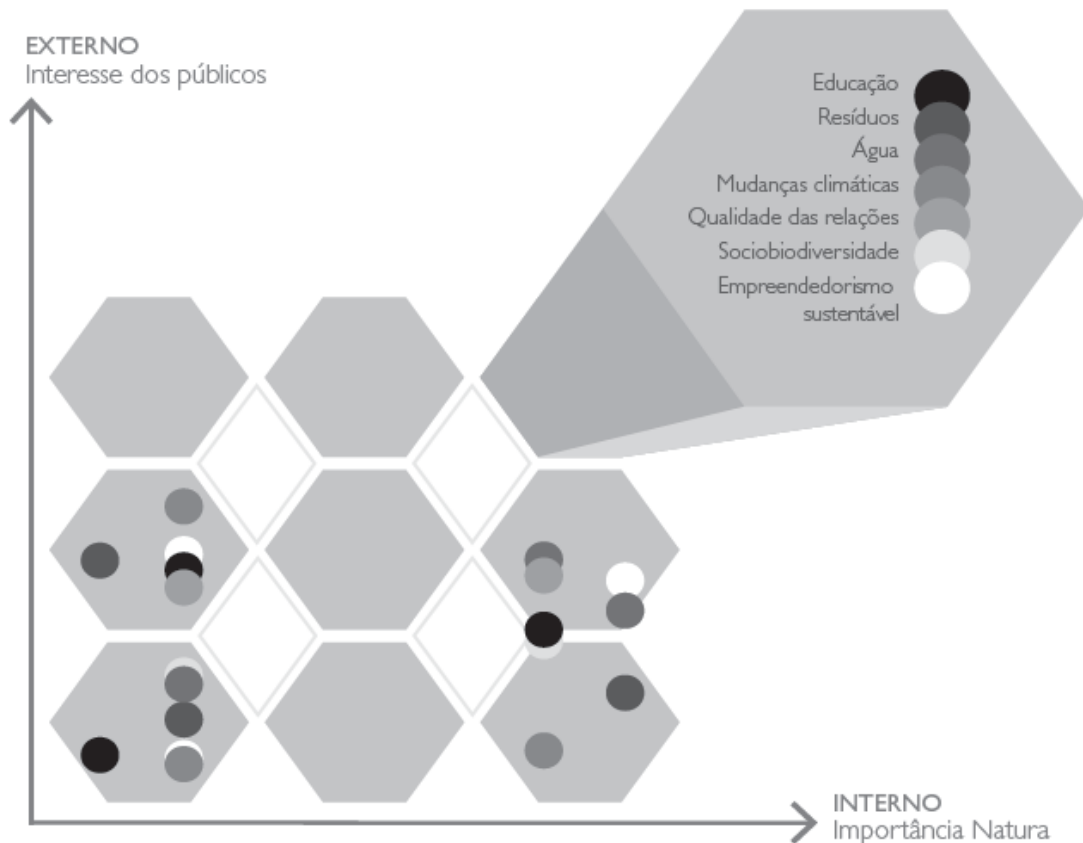 EXTERNO
Interesse dos públicos
Educação
Resíduos
Água
Mudanças climáticas
Qualidade das relações
Sociobiodiversidade
Empreendedorismo
sustentável
INTERNO
Importância Natura